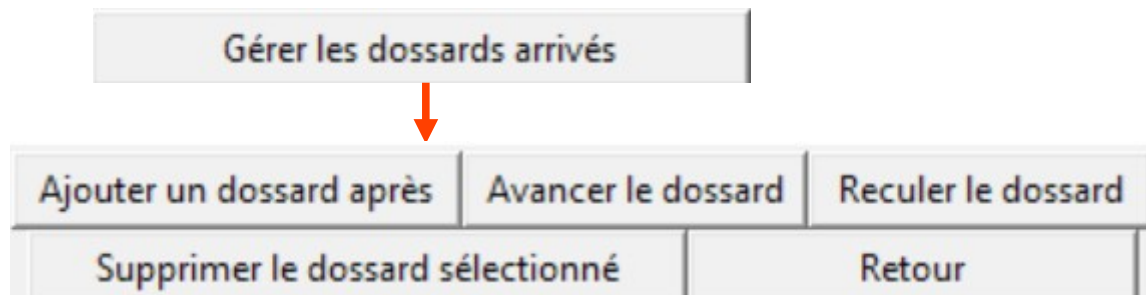 Gérer les dossards arrivés
Ajouter un dossard après Avancer le dossard Reculer le dossard
Supprimer le dossard sélectionné Retour